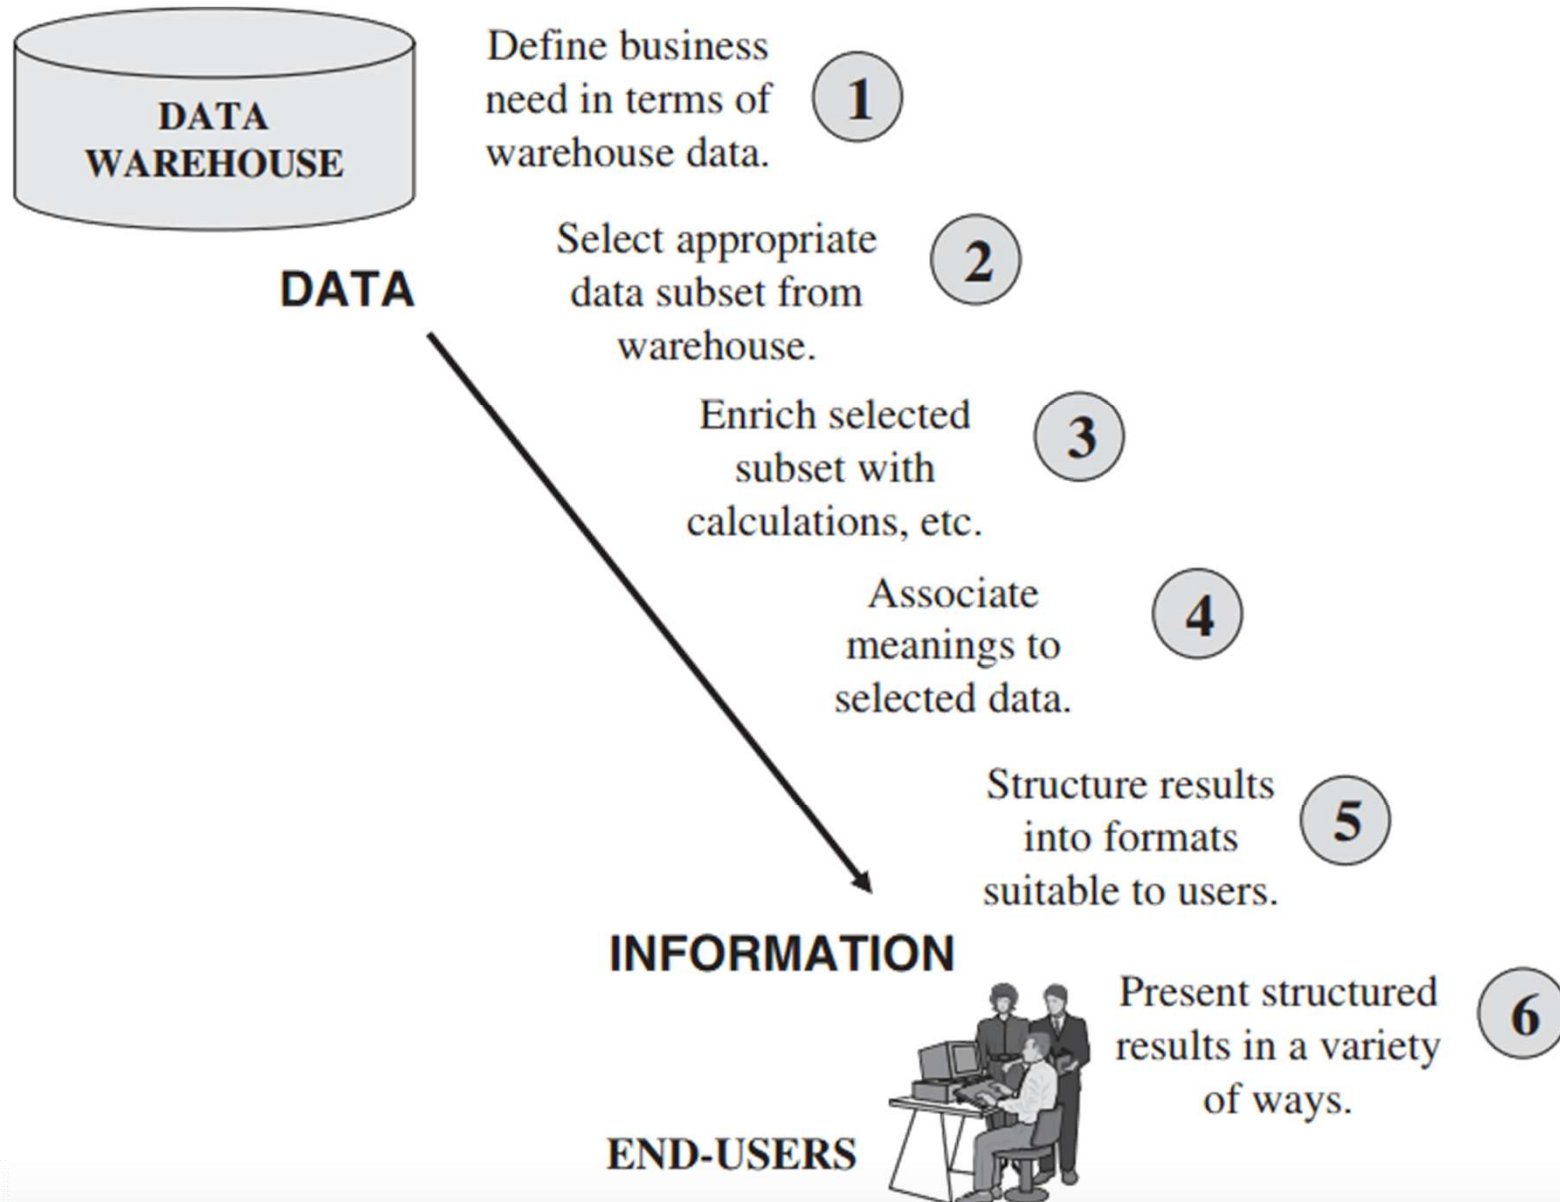 DATA
WAREHOUSE
Define business
need in terms of
warehouse data.
1
Select appropriate
data subset from
warehouse.
2
DATA
Enrich selected
subset with
calculations, etc.
3
Associate
meanings to
selected data.
4
Structure results
into formats
suitable to users.
5
INFORMATION
Present structured
results in a variety
of ways.
6
END-USERS